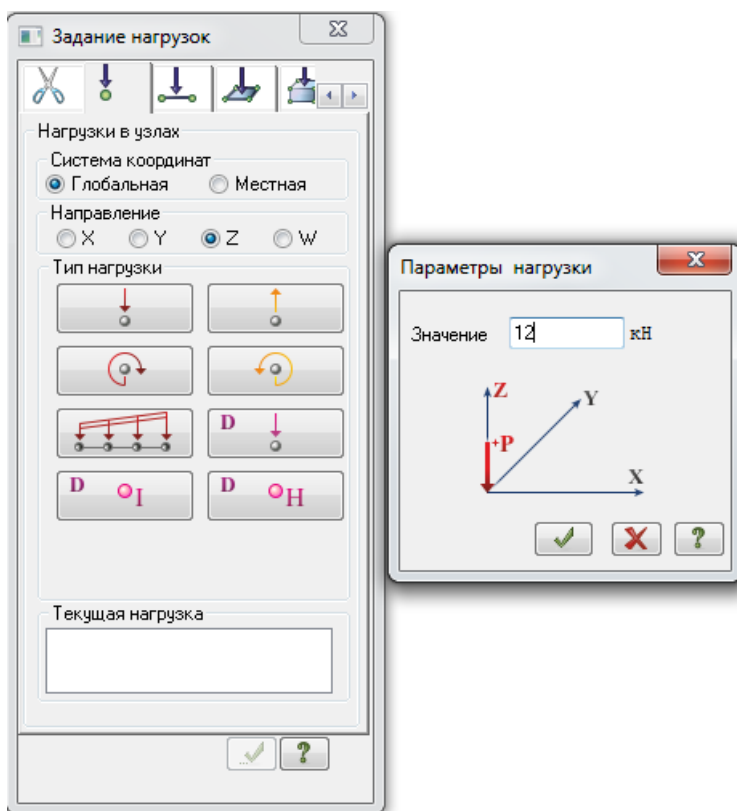 Задание нагрузок
Нагрузки в узлах
Система координат
Глобальная Местная
Направление
X Y Z W
Тип нагрузки
D
D I D H
Текущая нагрузка
Параметры нагрузки
Значение 12 кН
Z
Y
+P
X